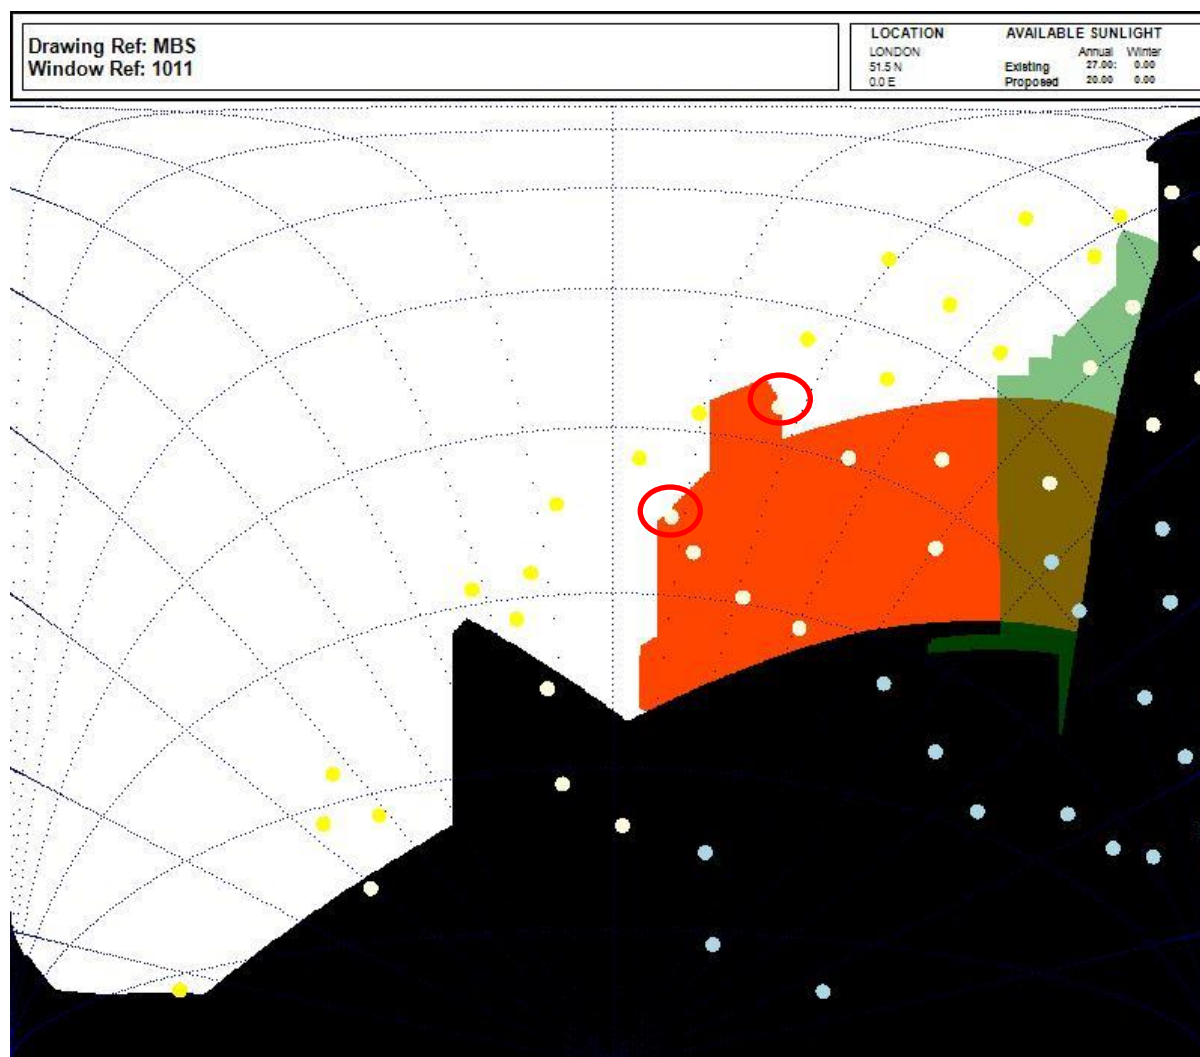 Drawing Ref: MBS
Window Ref: 1011
LOCATION
LONDON
51.5 N
0.0 E
AVAILABLE SUNLIGHT
Annual Winter
Existing 27.00: 0.00
Proposed 20.00 0.00